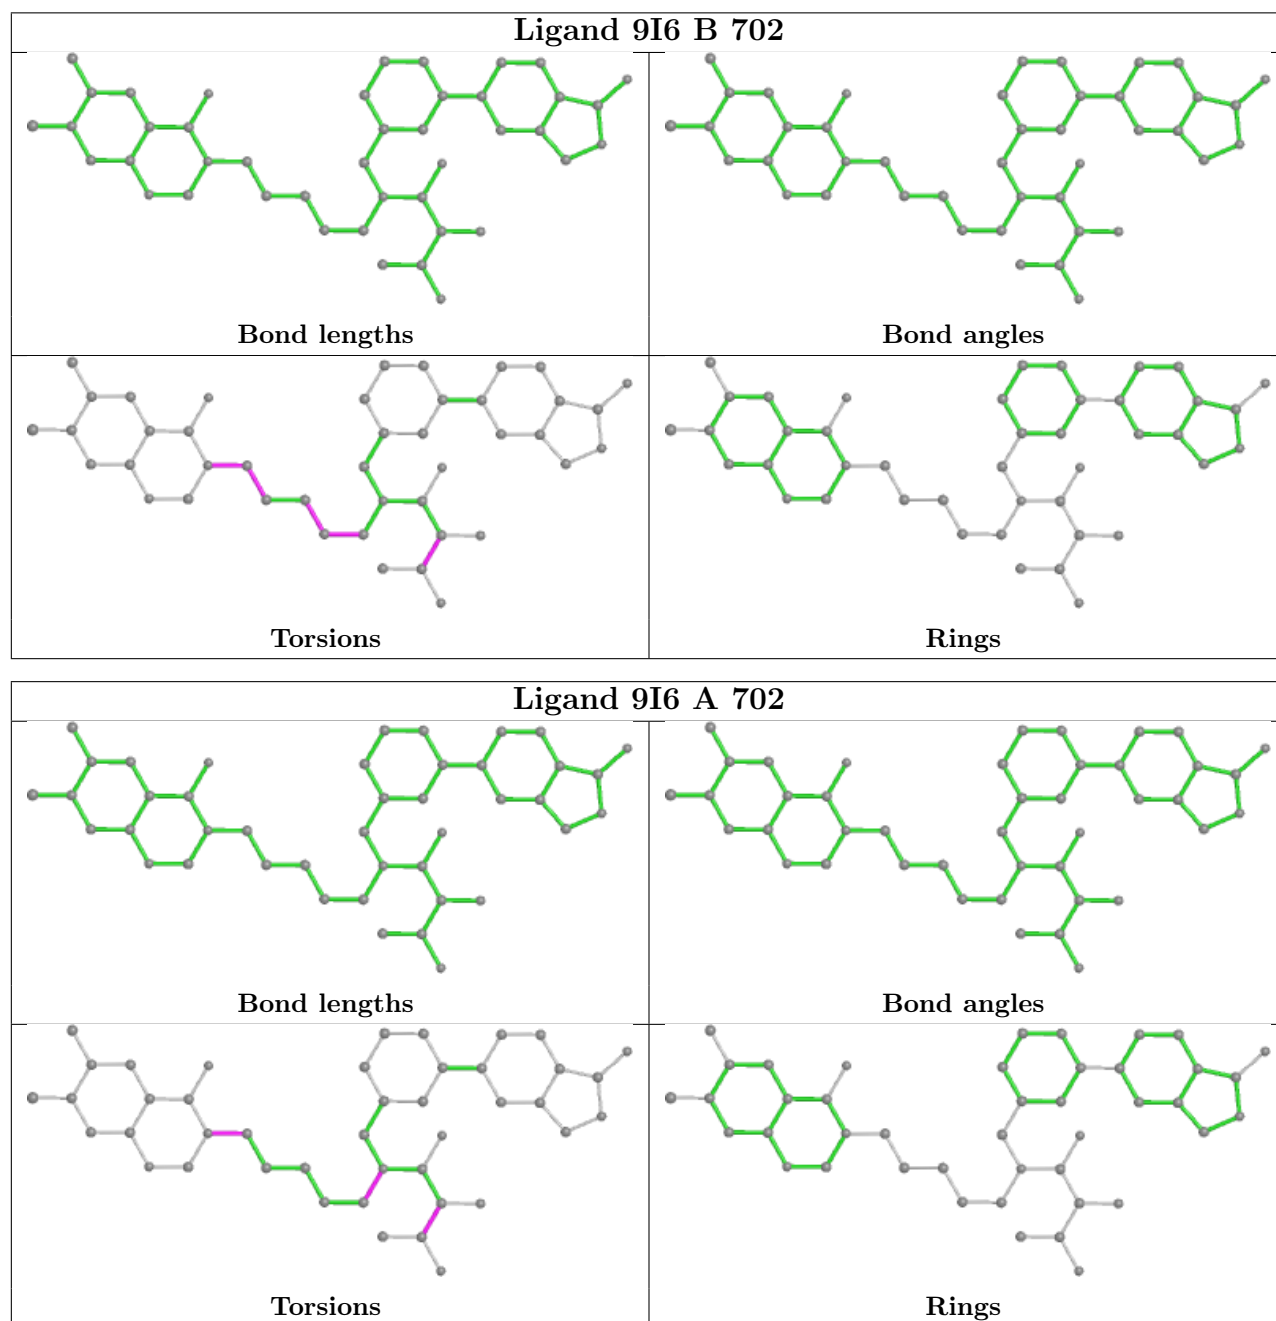 Ligand 9I6 B 702
Bond lengths
Bond angles
Torsions
Rings
Ligand 9I6 A 702
Bond lengths
Bond angles
Torsions
Rings